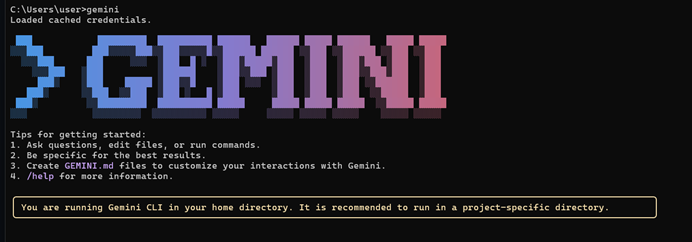 C:\Users\user>gemini
Loaded cached credentials.
> GEMINI
Tips for getting started:
1. Ask questions, edit files, or run commands.
2. Be specific for the best results.
3. Create GEMINI.md files to customize your interactions with Gemini.
4. /help for more information.
You are running Gemini CLI in your home directory. It is recommended to run in a project-specific directory.